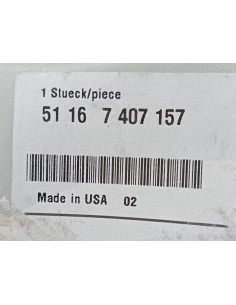 1 Stueck/piece
51 16 7 407 157
Made in USA 02